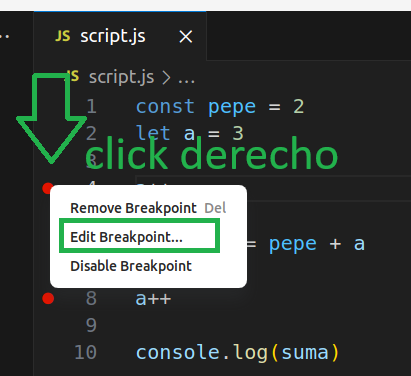 JS script.js ×
JS script.js > ...
1 const pepe = 2
2 let a = 3
3
click derecho
4
Remove Breakpoint Del
Edit Breakpoint...
= pepe + a
Disable Breakpoint
8 a++
9
10 console.log(suma)